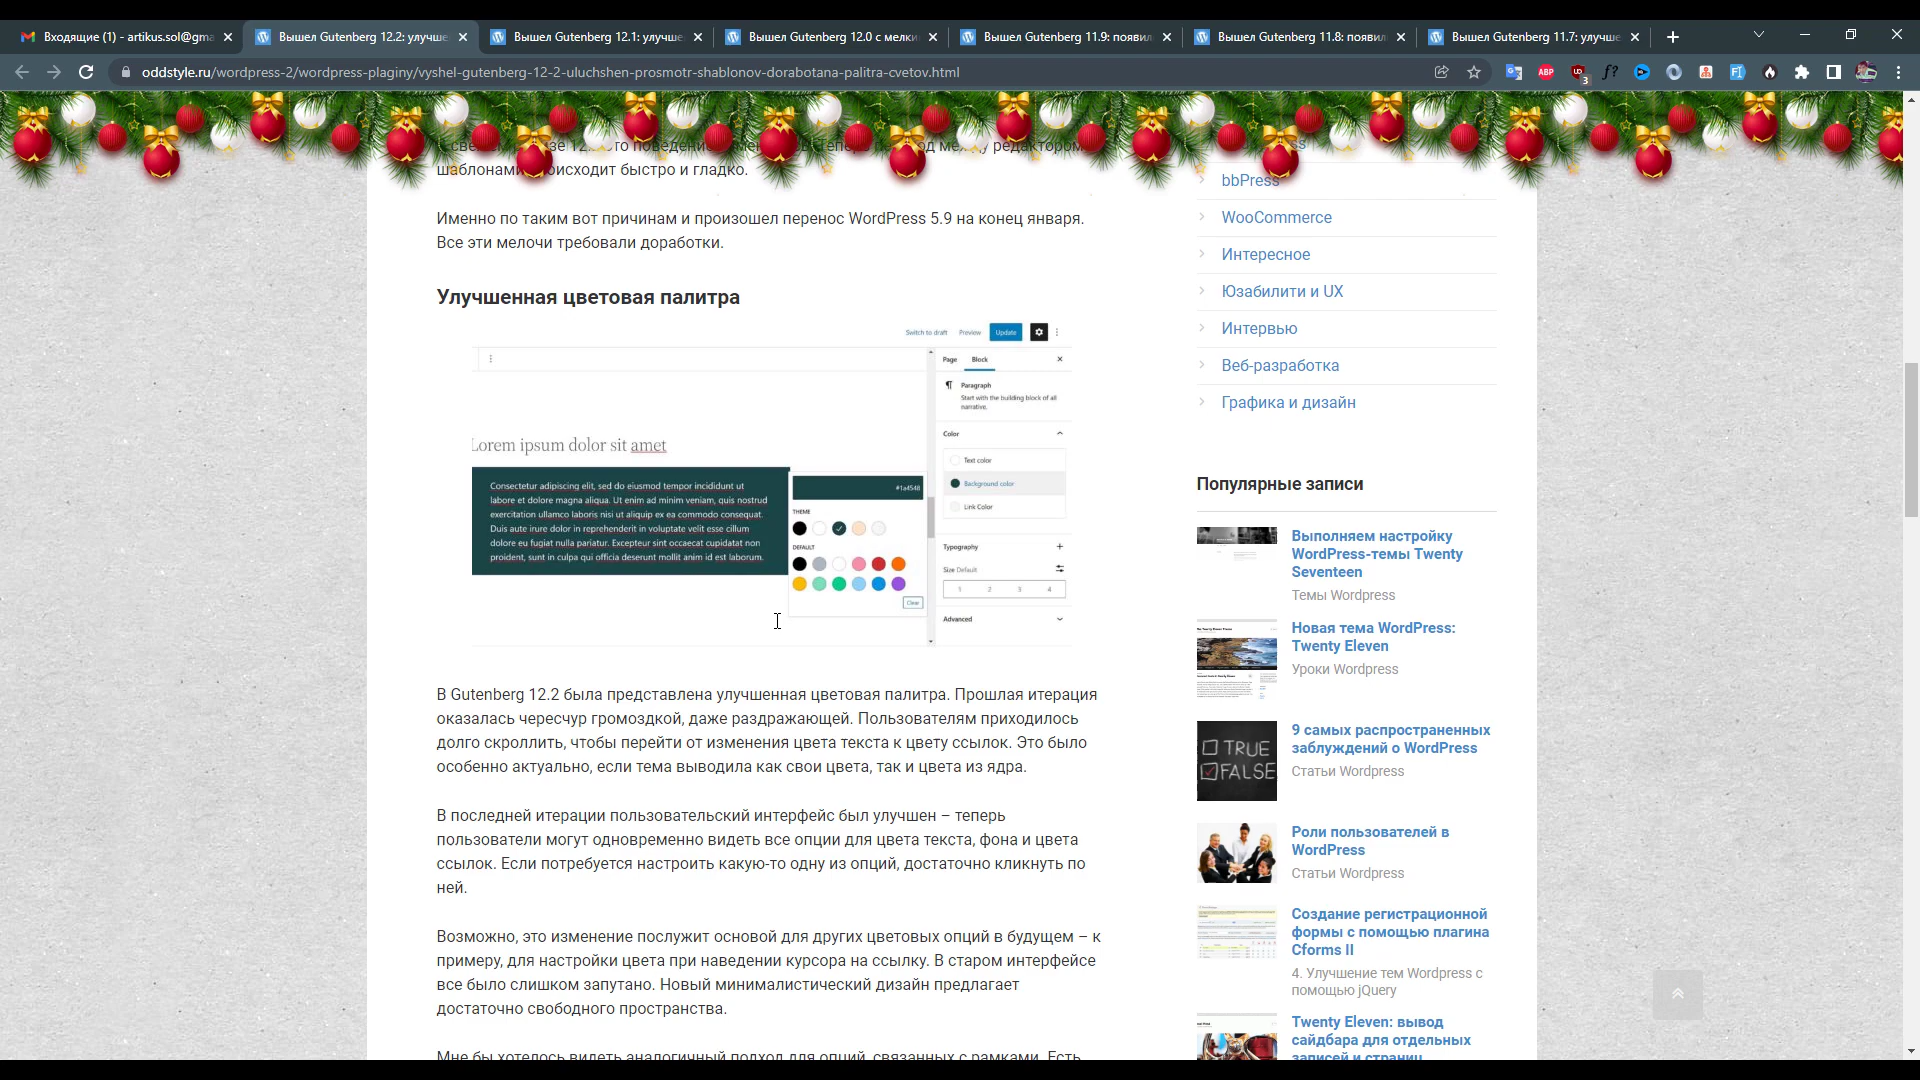 Входящие (1) - artikus.sol@gma
Вышел Gutenberg 12.2: улучше
Вышел Gutenberg 12.1: улучше
Вышел Gutenberg 12.0 с мелки
Вышел Gutenberg 11.9: появил
Вышел Gutenberg 11.8: появил
Вышел Gutenberg 11.7: улучше
oddstyle.ru/wordpress-2/wordpress-plaginy/vyshel-gutenberg-12-2-uluchshen-prosmotr-shablonov-dorabotana-palitra-cvetov.html
ABP
3
f?
редактором
шаблонами происходит быстро и гладко.
Именно по таким вот причинам и произошел перенос WordPress 5.9 на конец января.
Все эти мелочи требовали доработки.
Улучшенная цветовая палитра
Switch to draft Preview Update
Page Block
Paragraph
Start with the building block of all
narrative.
Color
Lorem ipsum dolor sit amet
Text color
Consectetur adipiscing elit, sed do eiusmod tempor incididunt ut
labore et dolore magna aliqua. Ut enim ad minim veniam, quis nostrud
exercitation ullamco laboris nisi ut aliquip ex ea commodo consequat.
Duis aute irure dolor in reprehenderit in voluptate velit esse cillum
dolore eu fugiat nulla pariatur. Excepteur sint occaecat cupidatat non
proident, sunt in culpa qui officia deserunt mollit anim id est laborum.
#1a4548
Background color
Link Color
THEME
DEFAULT
Typography
Size Default
1 2 3 4
Clear
Advanced
В Gutenberg 12.2 была представлена улучшенная цветовая палитра. Прошлая итерация
оказалась чересчур громоздкой, даже раздражающей. Пользователям приходилось
долго скроллить, чтобы перейти от изменения цвета текста к цвету ссылок. Это было
особенно актуально, если тема выводила как свои цвета, так и цвета из ядра.
В последней итерации пользовательский интерфейс был улучшен – теперь
пользователи могут одновременно видеть все опции для цвета текста, фона и цвета
ссылок. Если потребуется настроить какую-то одну из опций, достаточно кликнуть по
ней.
Возможно, это изменение послужит основой для других цветовых опций в будущем – к
примеру, для настройки цвета при наведении курсора на ссылку. В старом интерфейсе
все было слишком запутано. Новый минималистический дизайн предлагает
достаточно свободного пространства.
Мне бы хотелось видеть аналогичный подход для опций, связанных с рамками. Есть
bbPress
WooCommerce
Интересное
Юзабилити и UX
Интервью
Веб-разработка
Графика и дизайн
Популярные записи
Выполняем настройку
WordPress-темы Twenty
Seventeen
Темы Wordpress
Новая тема WordPress:
Twenty Eleven
Уроки Wordpress
TRUE
FALSE
9 самых распространенных
заблуждений о WordPress
Статьи Wordpress
Роли пользователей в
WordPress
Статьи Wordpress
Создание регистрационной
формы с помощью плагина
Cforms II
4. Улучшение тем Wordpress с
помощью jQuery
Twenty Eleven: вывод
сайдбара для отдельных
записей и страниц